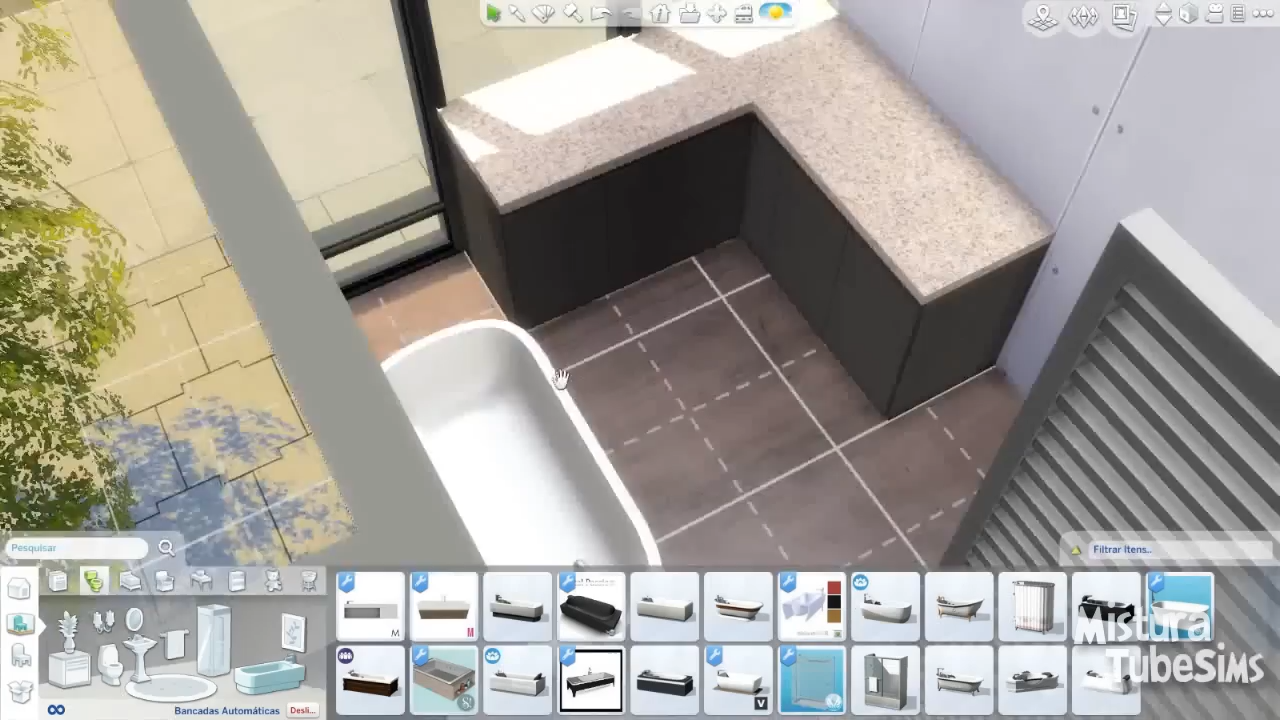 Pesquisar
Filtrar Itens..
M
M
V
Bancadas Automáticas
Desli...
Mistura
TubeSims